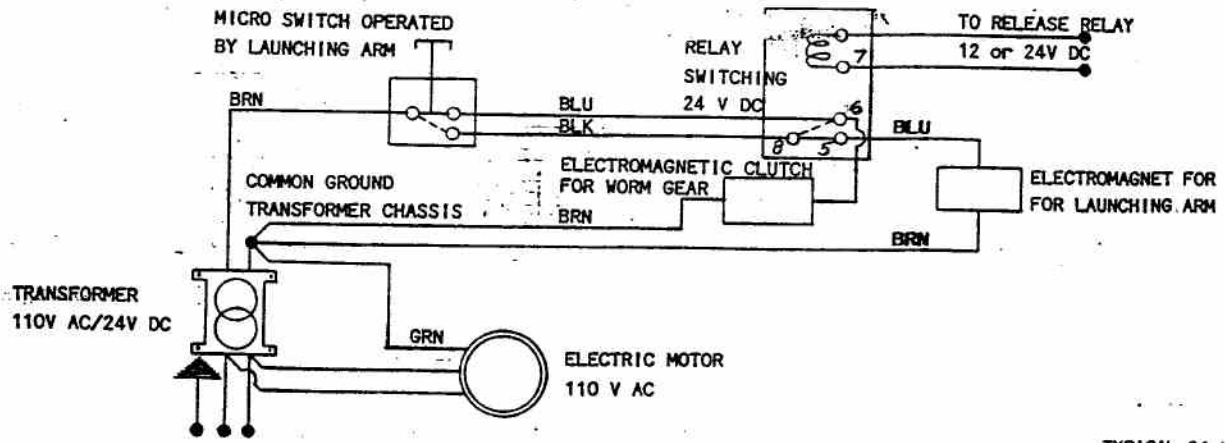 MICRO SWITCH OPERATED
BY LAUNCHING ARM
RELAY
SWITCHING
24 V DC
TO RELEASE RELAY
12 or 24V DC
7
6
8
5
BRN
BLU
BLK
BLU
ELECTROMAGNETIC CLUTCH
FOR WORM GEAR
BRN
COMMON GROUND
TRANSFORMER CHASSIS
ELECTROMAGNET FOR
FOR LAUNCHING ARM
BRN
TRANSFORMER
110V AC/24V DC
GRN
ELECTRIC MOTOR
110 V AC